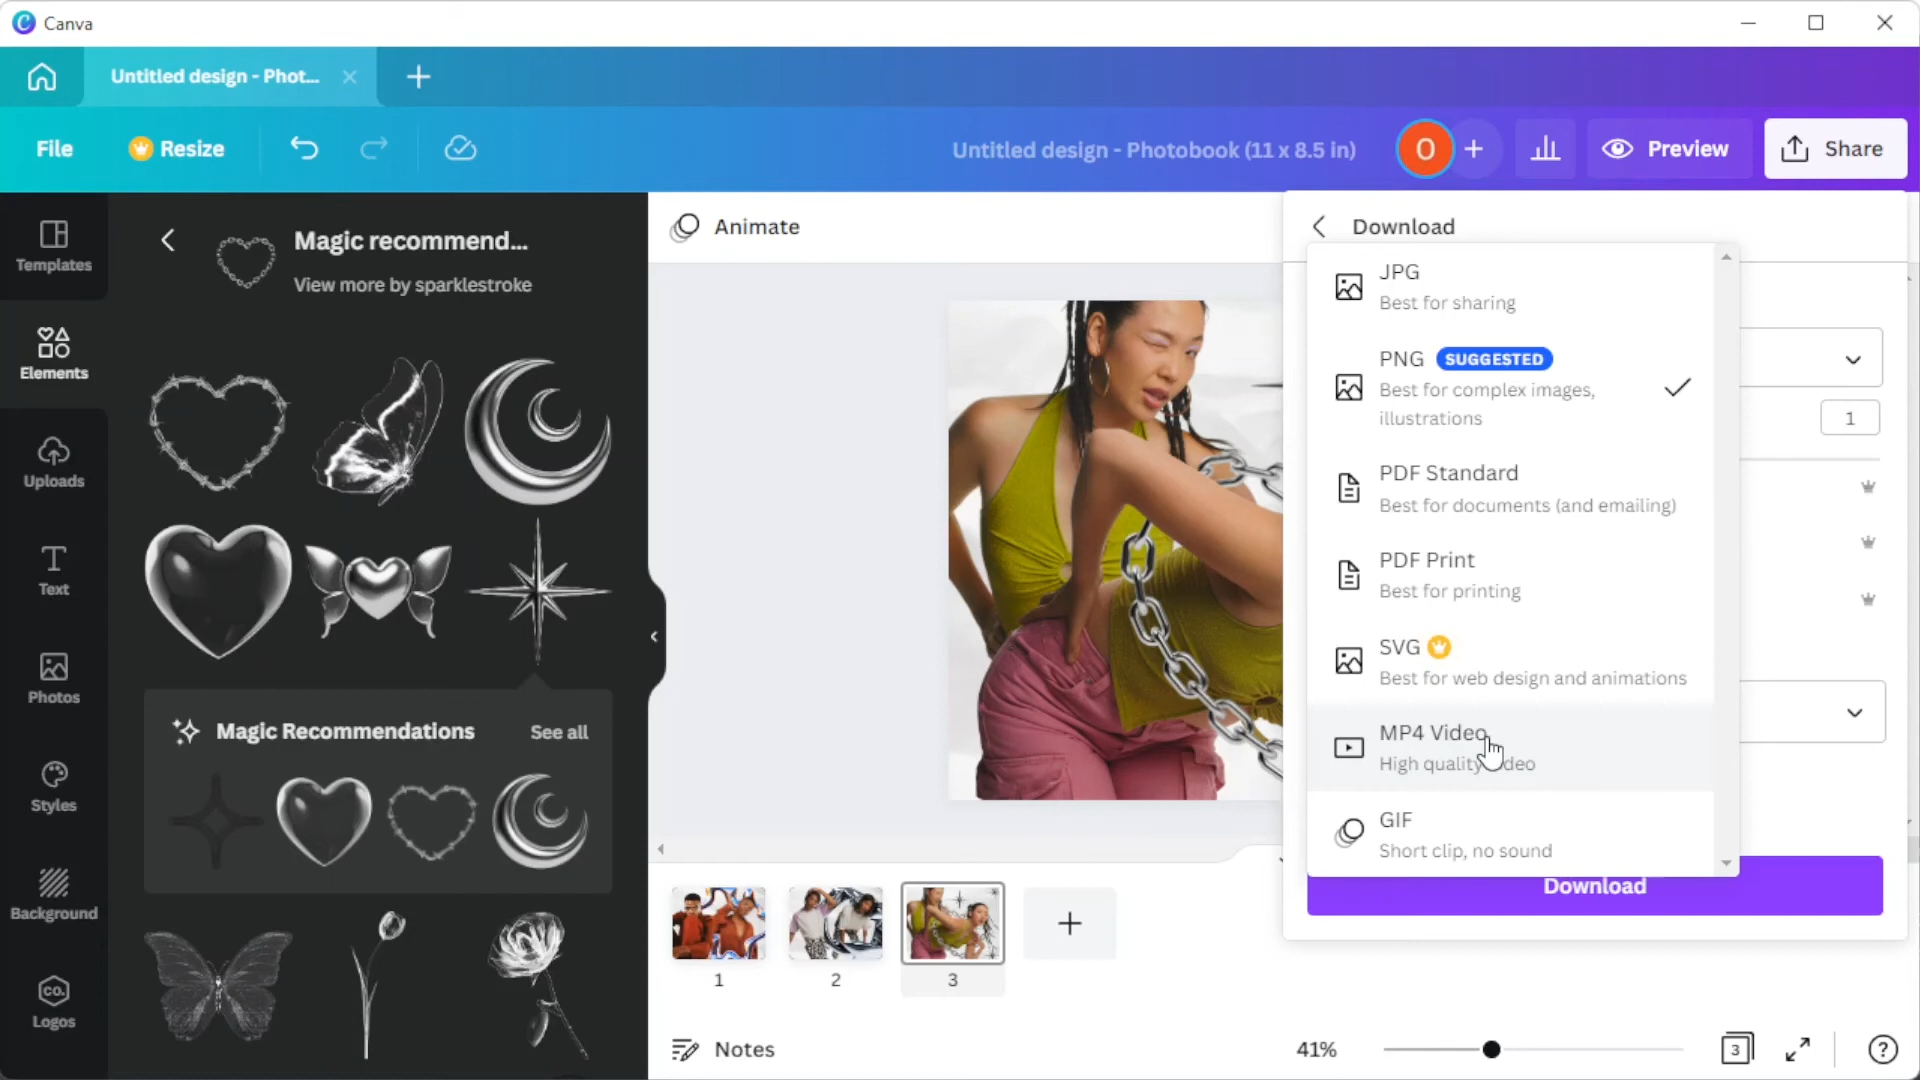 Canva
Untitled design - Phot...
File
Resize
Untitled design - Photobook (11 x 8.5 in)
O
Preview
Share
Templates
Elements
Uploads
Text
Photos
Styles
Background
CO.
Logos
Magic recommend...
View more by sparklestroke
Magic Recommendations
See all
Animate
Download
JPG
Best for sharing
PNG SUGGESTED
Best for complex images,
illustrations
PDF Standard
Best for documents (and emailing)
PDF Print
Best for printing
SVG
Best for web design and animations
MP4 Video
High quality video
GIF
Short clip, no sound
1
Download
1
2
3
Notes
41%
3
?